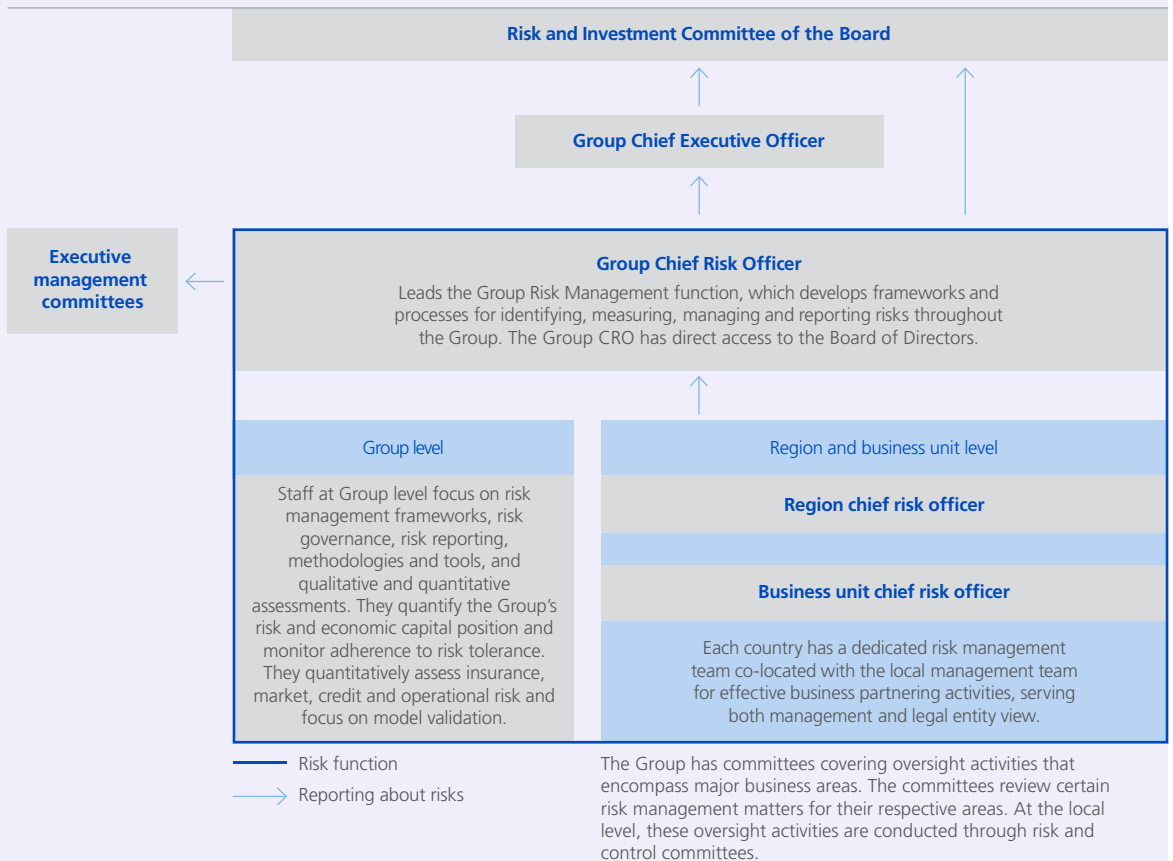 Risk and Investment Committee of the Board
Group Chief Executive Officer
Executive
management
committees
Group Chief Risk Officer
Leads the Group Risk Management function, which develops frameworks and
processes for identifying, measuring, managing and reporting risks throughout
the Group. The Group CRO has direct access to the Board of Directors.
Group level
Staff at Group level focus on risk
management frameworks, risk
governance, risk reporting,
methodologies and tools, and
qualitative and quantitative
assessments. They quantify the Group’s
risk and economic capital position and
monitor adherence to risk tolerance.
They quantitatively assess insurance,
market, credit and operational risk and
focus on model validation.
Region and business unit level
Region chief risk officer
Business unit chief risk officer
Each country has a dedicated risk management
team co-located with the local management team
for effective business partnering activities, serving
both management and legal entity view.
Risk function
Reporting about risks
The Group has committees covering oversight activities that
encompass major business areas. The committees review certain
risk management matters for their respective areas. At the local
level, these oversight activities are conducted through risk and
control committees.